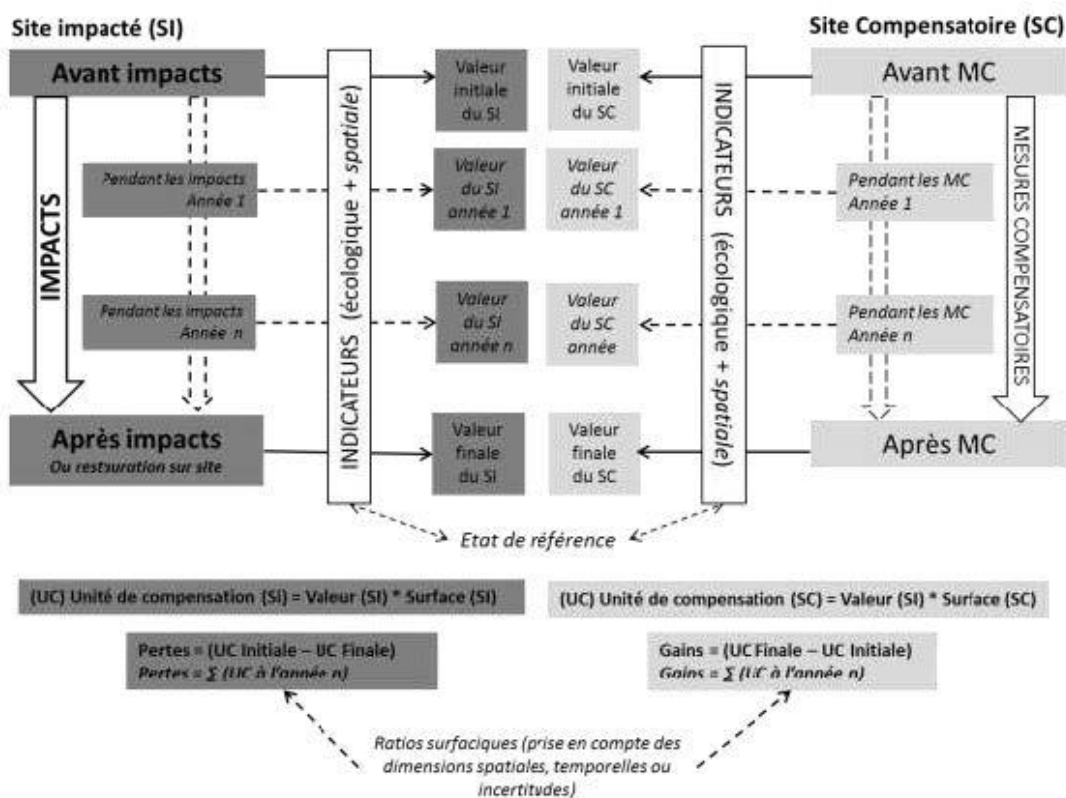 Site impacté (SI)
Site Compensatoire (SC)
Avant impacts
Valeur
initiale
du SI
Valeur
initiale
du SC
Avant MC
IMPACTS
INDICATEURS (écologique + spatiale)
INDICATEURS (écologique + spatiale)
MESURES COMPENSATOIRES
Pendant les impacts
Année 1
Valeur
du SI
année 1
Valeur
du SC
année 1
Pendant les MC
Année 1
Pendant les impacts
Année n
Valeur
du SI
année n
Valeur
du SC
année
Pendant les MC
Année n
Après impacts
Ou restauration sur site
Valeur
finale
du SI
Valeur
finale
du SC
Après MC
Etat de référence
(UC) Unité de compensation (SI) = Valeur (SI) * Surface (SI)
(UC) Unité de compensation (SC) = Valeur (SI) * Surface (SC)
Pertes = (UC Initiale – UC Finale)
Pertes = ∑ (UC à l'année n)
Gains = (UC Finale – UC Initiale)
Gains = ∑ (UC à l'année n)
Ratios surfaciques (prise en compte des
dimensions spatiales, temporelles ou
incertitudes)